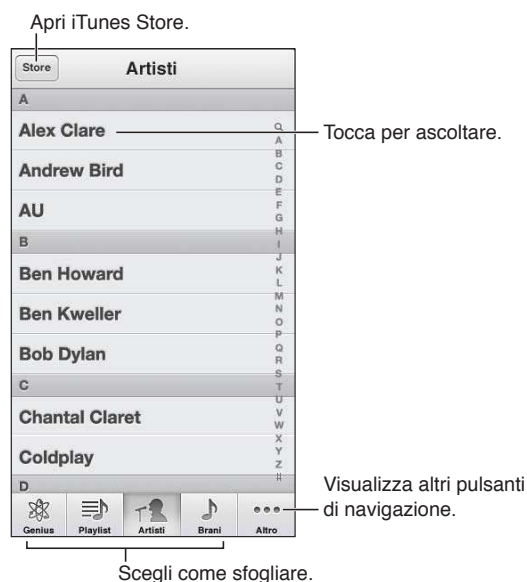 Apri iTunes Store.
Store
Artisti
A
Alex Clare
Tocca per ascoltare.
Andrew Bird
AU
B
Ben Howard
Ben Kweller
Bob Dylan
C
Chantal Claret
Coldplay
D
A
B
C
D
E
F
G
H
I
J
K
L
M
N
O
P
Q
R
S
T
U
V
W
X
Y
Z
#
Visualizza altri pulsanti
di navigazione.
Genius Playlist Artisti Brani Altro
Scegli come sfogliare.